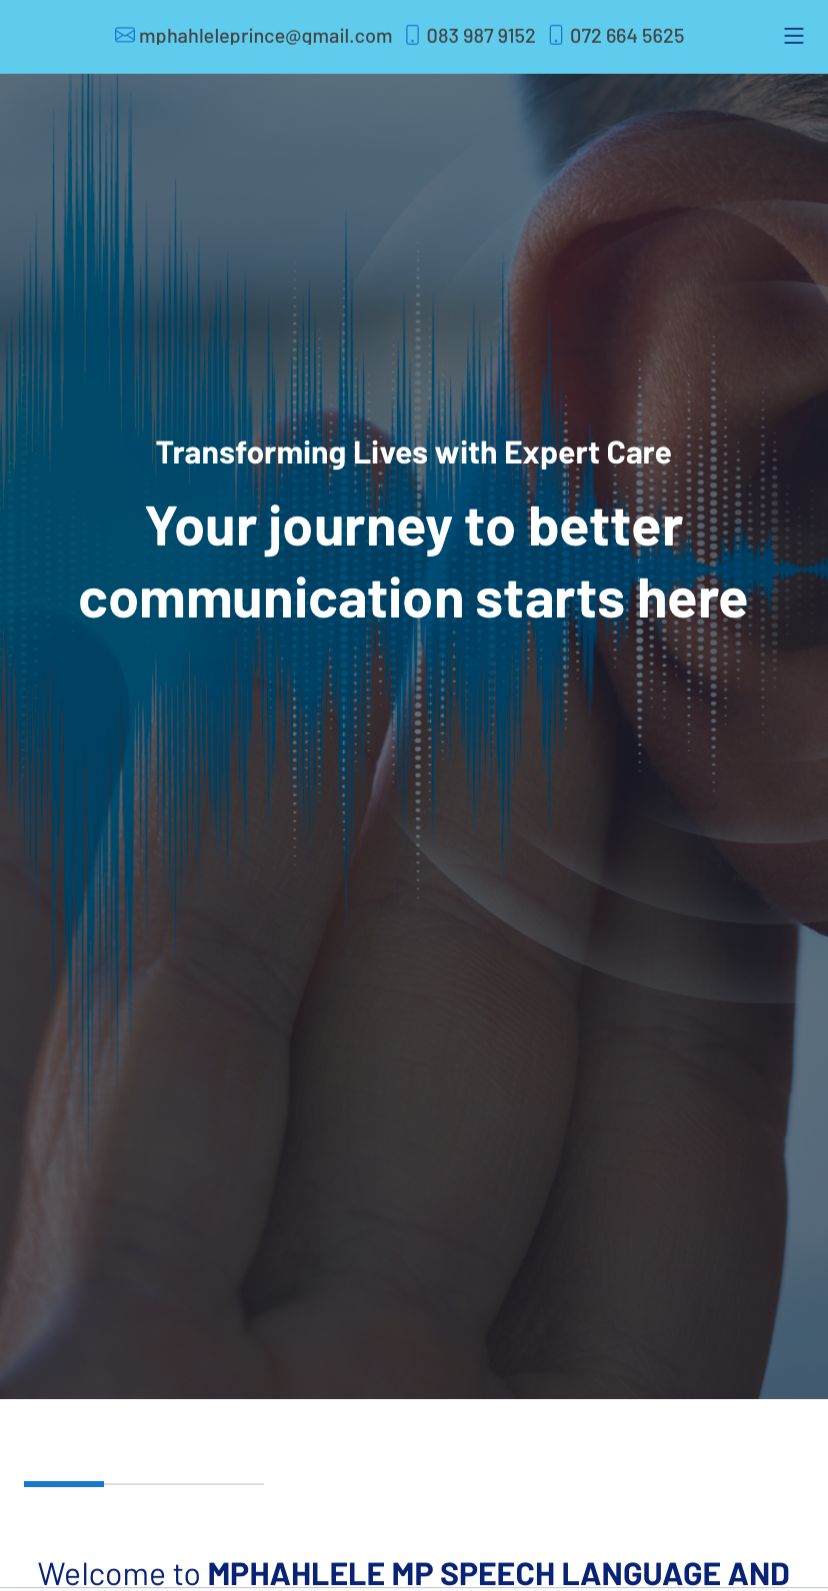 mphahleleprince@gmail.com 083 987 9152 072 664 5625
Transforming Lives with Expert Care
Your journey to better
communication starts here
Welcome to MPHAHLELE MP SPEECH LANGUAGE AND